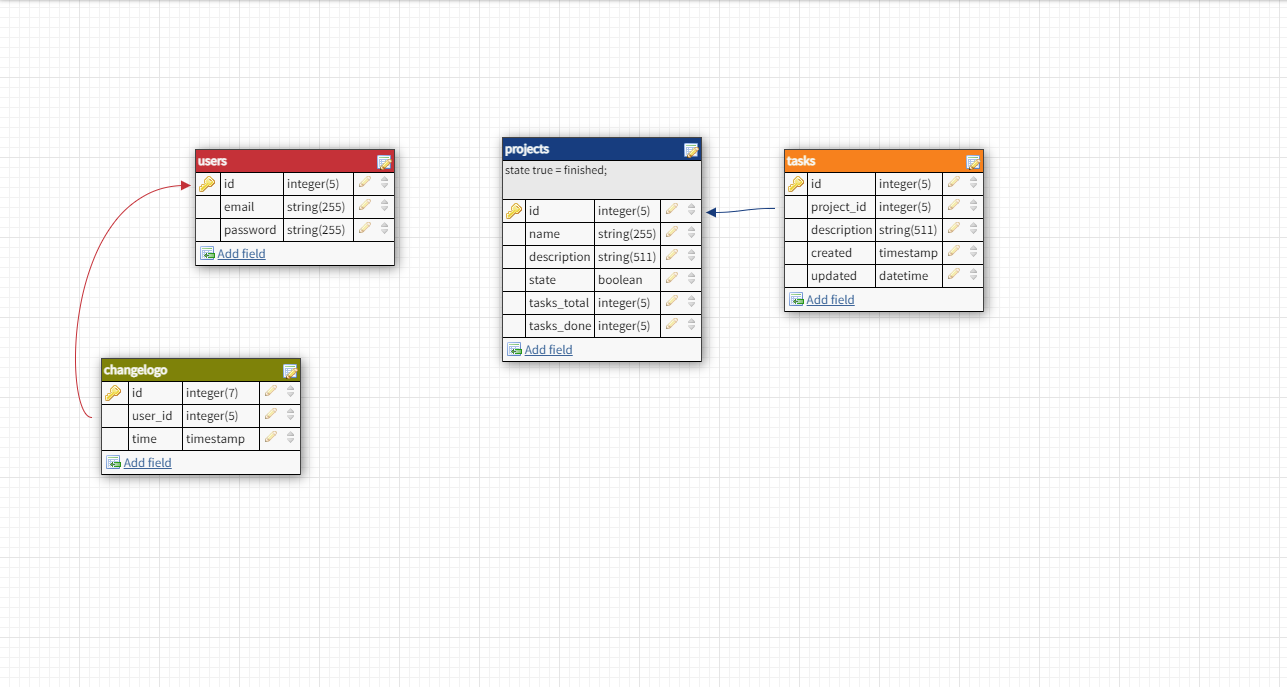 users
id integer(5)
email string(255)
password string(255)
Add field
projects
state true = finished;
id integer(5)
name string(255)
description string(511)
state boolean
tasks_total integer(5)
tasks_done integer(5)
Add field
tasks
id integer(5)
project_id integer(5)
description string(511)
created timestamp
updated datetime
Add field
changelogo
id integer(7)
user_id integer(5)
time timestamp
Add field